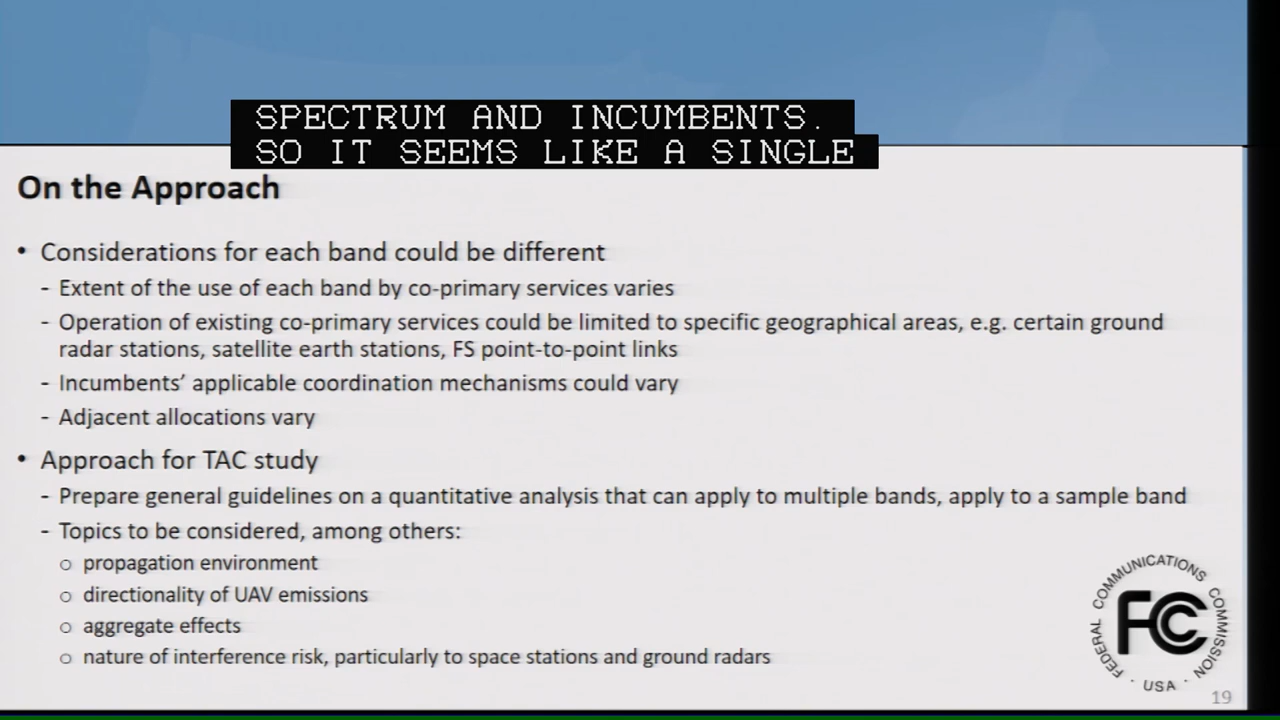 SPECTRUM AND INCUMBENTS.
SO IT SEEMS LIKE A SINGLE
On the Approach
• Considerations for each band could be different
- Extent of the use of each band by co-primary services varies
- Operation of existing co-primary services could be limited to specific geographical areas, e.g. certain ground
radar stations, satellite earth stations, FS point-to-point links
- Incumbents’ applicable coordination mechanisms could vary
- Adjacent allocations vary
• Approach for TAC study
- Prepare general guidelines on a quantitative analysis that can apply to multiple bands, apply to a sample band
- Topics to be considered, among others:
o propagation environment
o directionality of UAV emissions
o aggregate effects
o nature of interference risk, particularly to space stations and ground radars
FEDERAL COMMUNICATIONS COMMISSION · USA ·
FCC
19